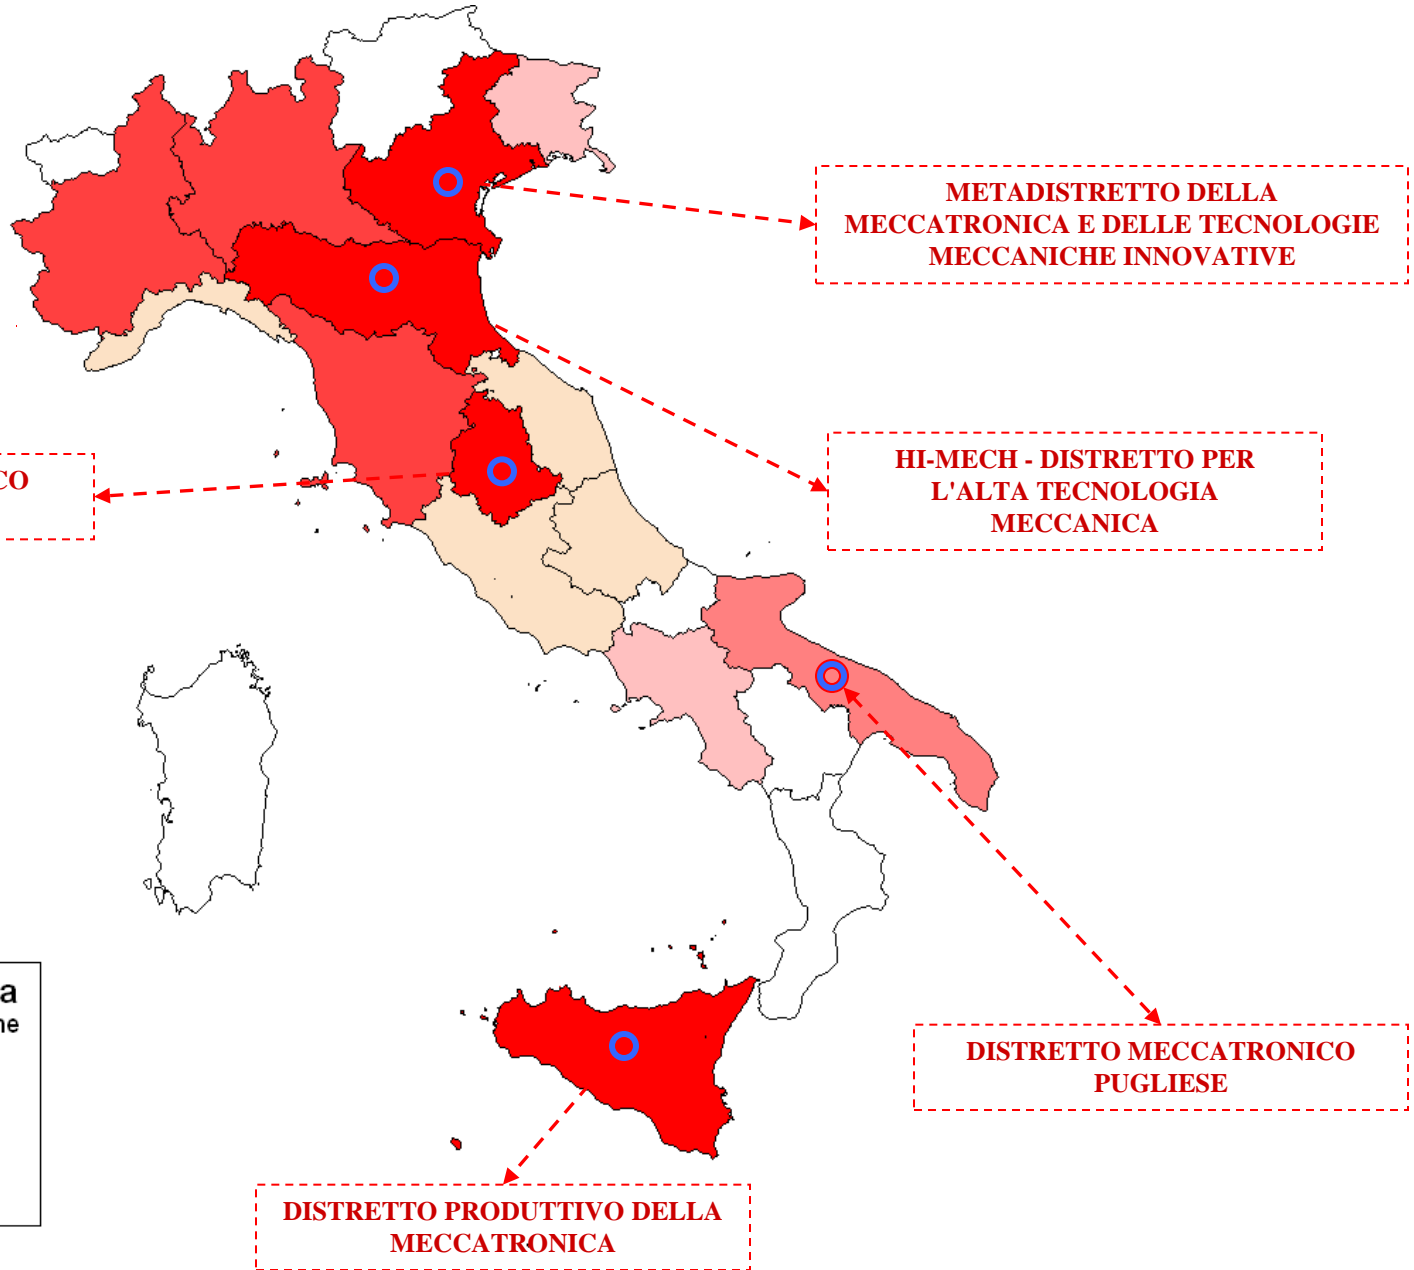 METADISTRETTO DELLA
MECCATRONICA E DELLE TECNOLOGIE
MECCANICHE INNOVATIVE
HI-MECH - DISTRETTO PER
L'ALTA TECNOLOGIA
MECCANICA
CO
DISTRETTO MECCATRONICO
PUGLIESE
a
ne
DISTRETTO PRODUTTIVO DELLA
MECCATRONICA